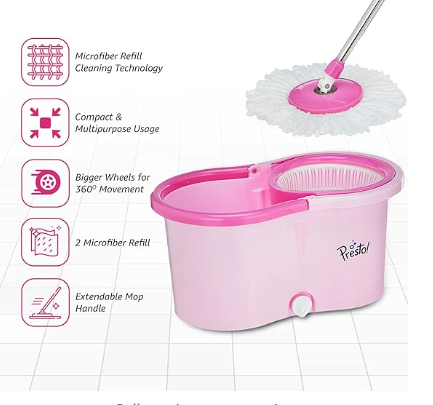 Microfiber Refill
Cleaning Technology
Compact &
Multipurpose Usage
Bigger Wheels for
360° Movement
2 Microfiber Refill
Extendable Mop
Handle
Presto!